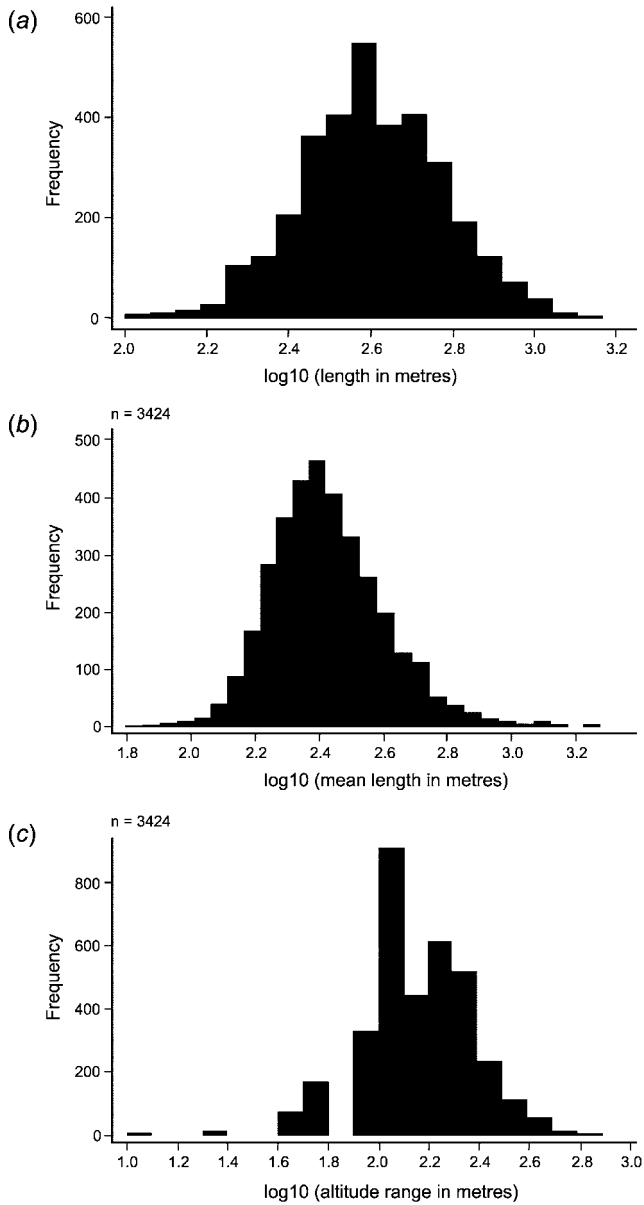 (a)
600
400
200
0
Frequency
2.0 2.2 2.4 2.6 2.8 3.0 3.2
log10 (length in metres)
n = 3424
(b)
500
400
300
200
100
0
Frequency
1.8 2.0 2.2 2.4 2.6 2.8 3.0 3.2
log10 (mean length in metres)
n = 3424
(c)
800
600
400
200
0
Frequency
1.0 1.2 1.4 1.6 1.8 2.0 2.2 2.4 2.6 2.8 3.0
log10 (altitude range in metres)